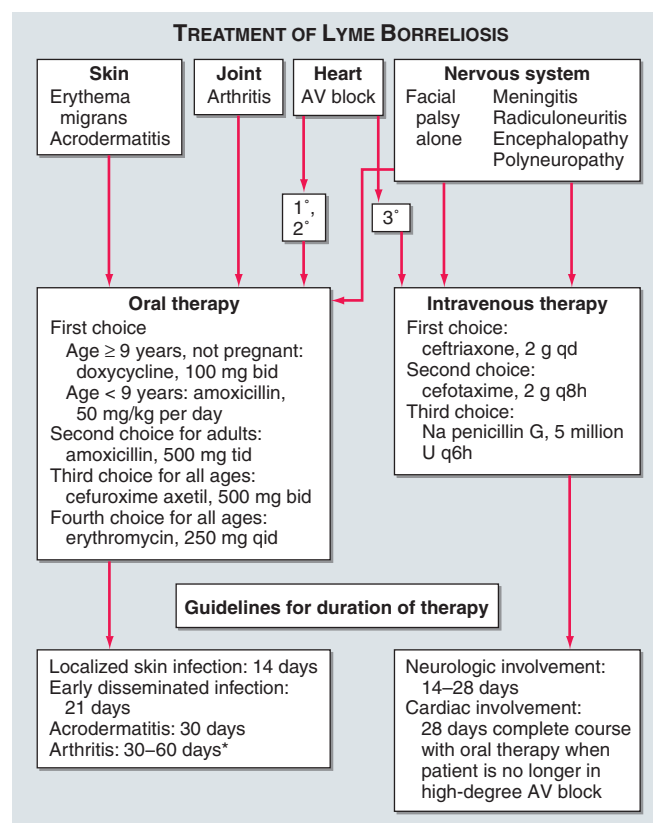 TREATMENT OF LYME BORRELIOSIS
Skin
Erythema
migrans
Acrodermatitis
Joint
Arthritis
Heart
AV block
Nervous system
Facial
palsy
alone
Meningitis
Radiculoneuritis
Encephalopathy
Polyneuropathy
1°,
2°
3°
Oral therapy
First choice
Age ≥ 9 years, not pregnant:
doxycycline, 100 mg bid
Age < 9 years: amoxicillin,
50 mg/kg per day
Second choice for adults:
amoxicillin, 500 mg tid
Third choice for all ages:
cefuroxime axetil, 500 mg bid
Fourth choice for all ages:
erythromycin, 250 mg qid
Intravenous therapy
First choice:
ceftriaxone, 2 g qd
Second choice:
cefotaxime, 2 g q8h
Third choice:
Na penicillin G, 5 million
U q6h
Guidelines for duration of therapy
Localized skin infection: 14 days
Early disseminated infection:
21 days
Acrodermatitis: 30 days
Arthritis: 30–60 days*
Neurologic involvement:
14–28 days
Cardiac involvement:
28 days complete course
with oral therapy when
patient is no longer in
high-degree AV block